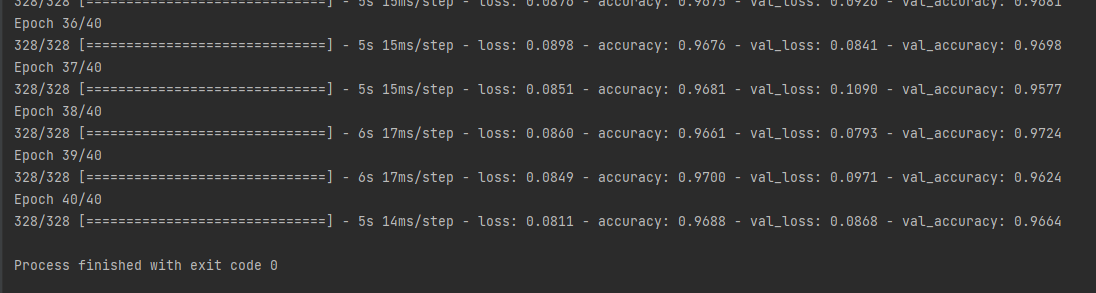 328/328 [==============================] - 5s 15ms/step - loss: 0.0876 - accuracy: 0.9675 - val_loss: 0.0926 - val_accuracy: 0.9681
Epoch 36/40
328/328 [==============================] - 5s 15ms/step - loss: 0.0898 - accuracy: 0.9676 - val_loss: 0.0841 - val_accuracy: 0.9698
Epoch 37/40
328/328 [==============================] - 5s 15ms/step - loss: 0.0851 - accuracy: 0.9681 - val_loss: 0.1090 - val_accuracy: 0.9577
Epoch 38/40
328/328 [==============================] - 6s 17ms/step - loss: 0.0860 - accuracy: 0.9661 - val_loss: 0.0793 - val_accuracy: 0.9724
Epoch 39/40
328/328 [==============================] - 6s 17ms/step - loss: 0.0849 - accuracy: 0.9700 - val_loss: 0.0971 - val_accuracy: 0.9624
Epoch 40/40
328/328 [==============================] - 5s 14ms/step - loss: 0.0811 - accuracy: 0.9688 - val_loss: 0.0868 - val_accuracy: 0.9664
Process finished with exit code 0